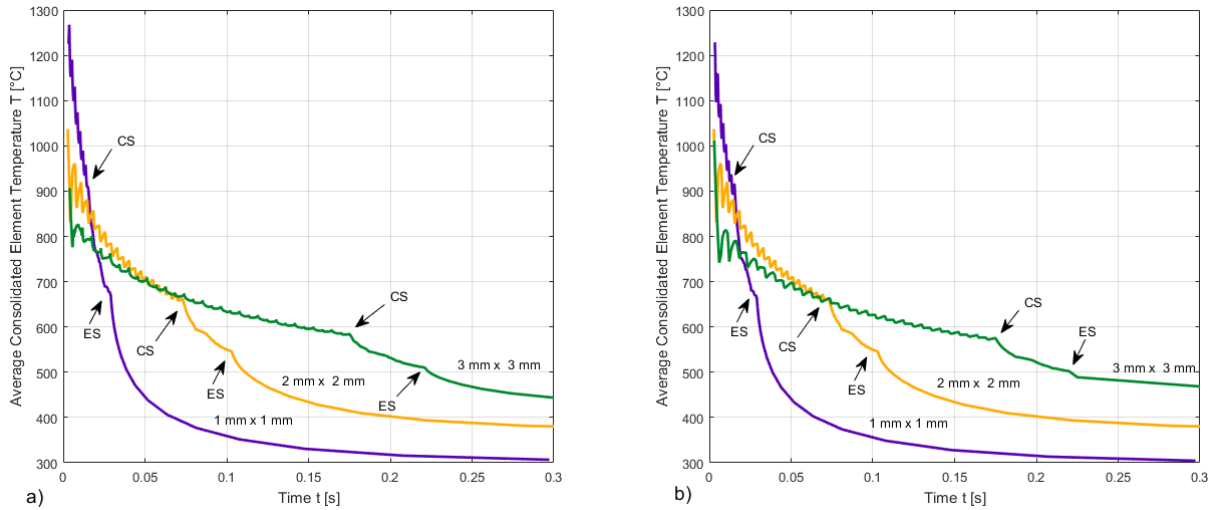 1300
1200
1100
1000
900
800
700
600
500
400
300
Average Consolidated Element Temperature T [°C]
CS
ES
CS
ES
CS
ES
3 mm x 3 mm
2 mm x 2 mm
1 mm x 1 mm
0 0.05 0.1 0.15 0.2 0.25 0.3
Time t [s]
a)
1300
1200
1100
1000
900
800
700
600
500
400
300
Average Consolidated Element Temperature T [°C]
CS
ES
CS
ES
CS
ES
3 mm x 3 mm
2 mm x 2 mm
1 mm x 1 mm
0 0.05 0.1 0.15 0.2 0.25 0.3
Time t [s]
b)